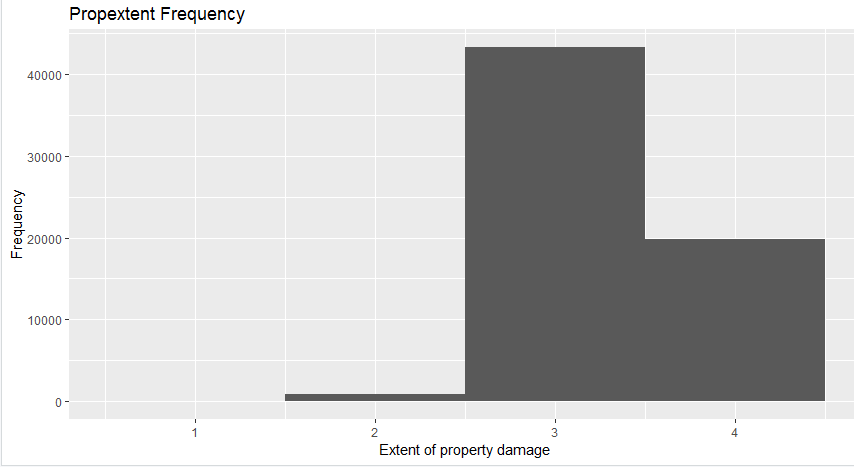 Propextent Frequency
40000
30000
20000
10000
0
Frequency
1 2 3 4
Extent of property damage